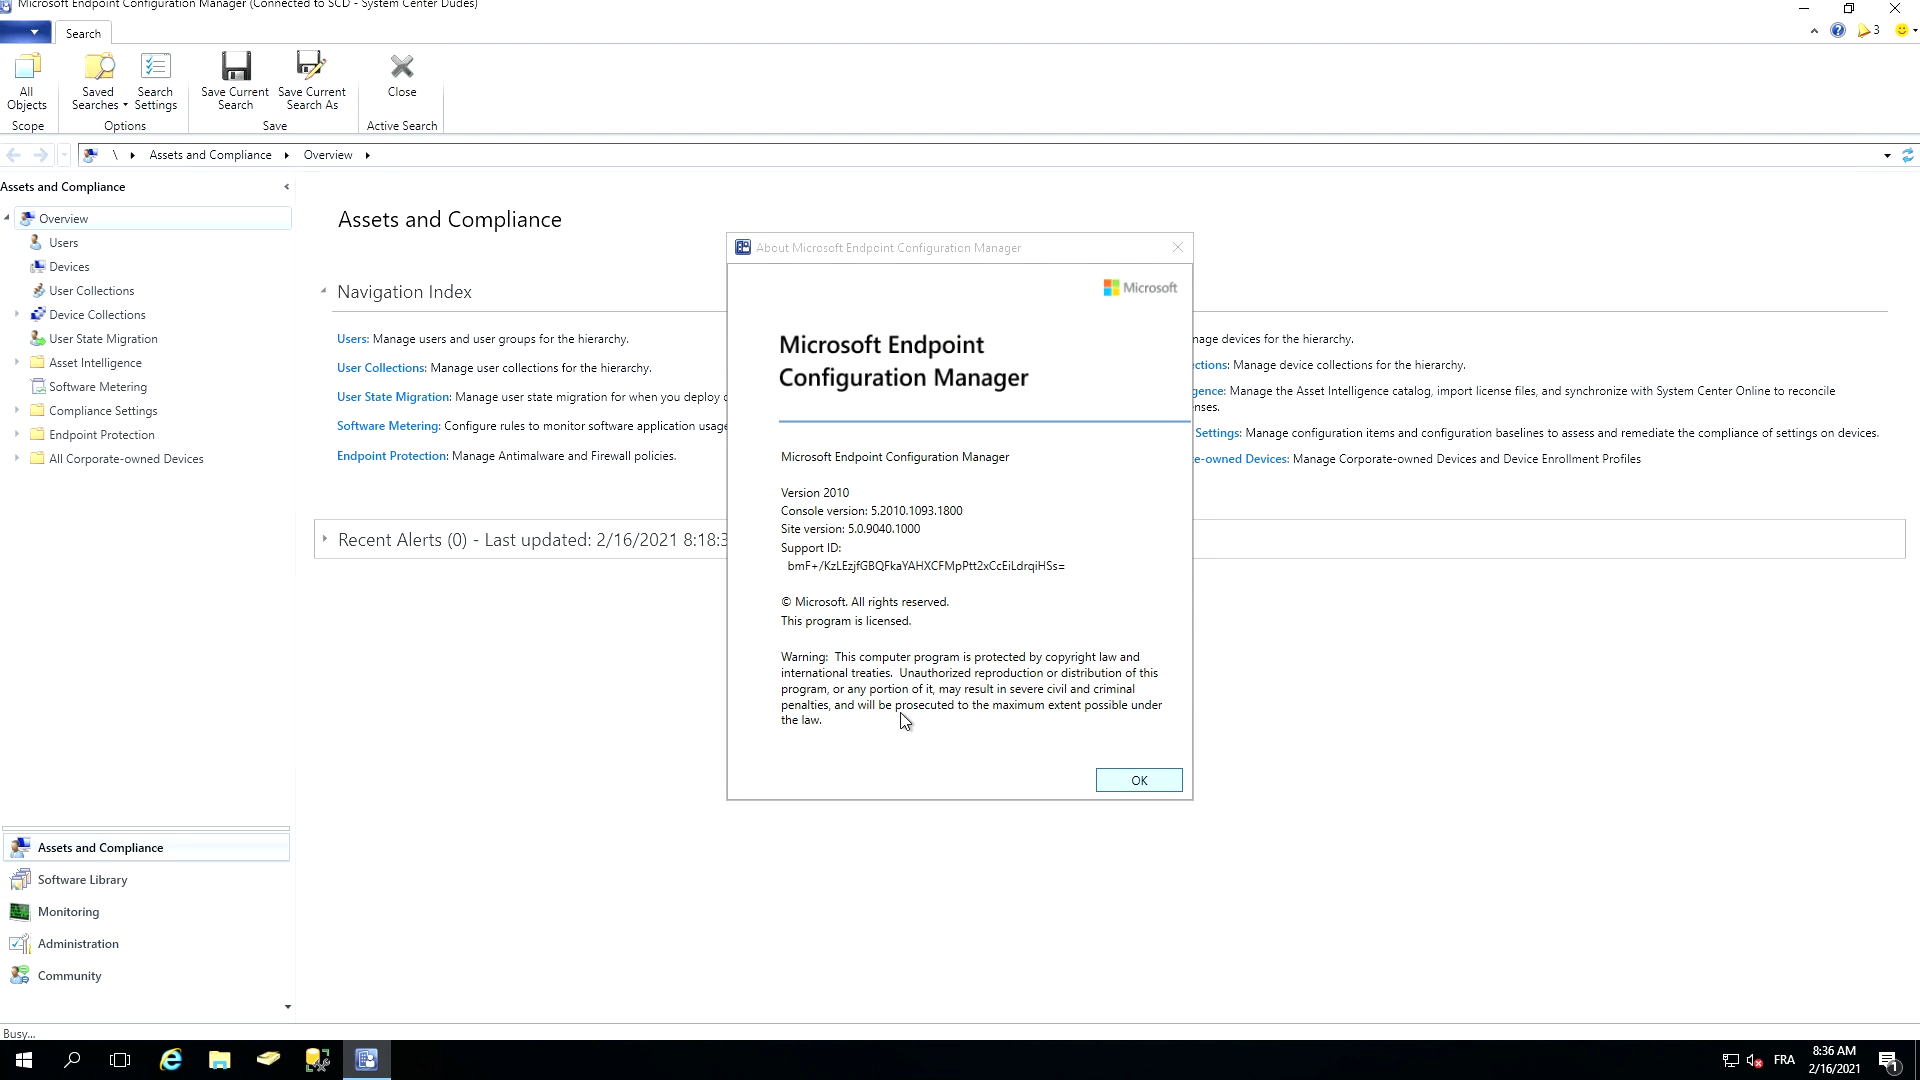 Microsoft Endpoint Configuration Manager (Connected to SCD - System Center Dudes)
Search
3
All Objects
Saved Searches
Search Settings
Save Current Search
Save Current Search As
Close
Scope
Options
Save
Active Search
\ Assets and Compliance Overview
Assets and Compliance
Overview
Users
Devices
User Collections
Device Collections
User State Migration
Asset Intelligence
Software Metering
Compliance Settings
Endpoint Protection
All Corporate-owned Devices
Assets and Compliance
Navigation Index
Users: Manage users and user groups for the hierarchy.
User Collections: Manage user collections for the hierarchy.
User State Migration: Manage user state migration for when you deploy
Software Metering: Configure rules to monitor software application usage
Endpoint Protection: Manage Antimalware and Firewall policies.
nage devices for the hierarchy.
ctions: Manage device collections for the hierarchy.
gence: Manage the Asset Intelligence catalog, import license files, and synchronize with System Center Online to reconcile
nses.
Settings: Manage configuration items and configuration baselines to assess and remediate the compliance of settings on devices.
e-owned Devices: Manage Corporate-owned Devices and Device Enrollment Profiles
Recent Alerts (0) - Last updated: 2/16/2021 8:18:3
About Microsoft Endpoint Configuration Manager
Microsoft
Microsoft Endpoint
Configuration Manager
Microsoft Endpoint Configuration Manager
Version 2010
Console version: 5.2010.1093.1800
Site version: 5.0.9040.1000
Support ID:
bmF+/KzLEzjfGBQFkaYAHXCFMpPtt2xCcEiLdrqiHSs=
© Microsoft. All rights reserved.
This program is licensed.
Warning: This computer program is protected by copyright law and
international treaties. Unauthorized reproduction or distribution of this
program, or any portion of it, may result in severe civil and criminal
penalties, and will be prosecuted to the maximum extent possible under
the law.
OK
Assets and Compliance
Software Library
Monitoring
Administration
Community
Busy...
FRA
8:36 AM
2/16/2021
1